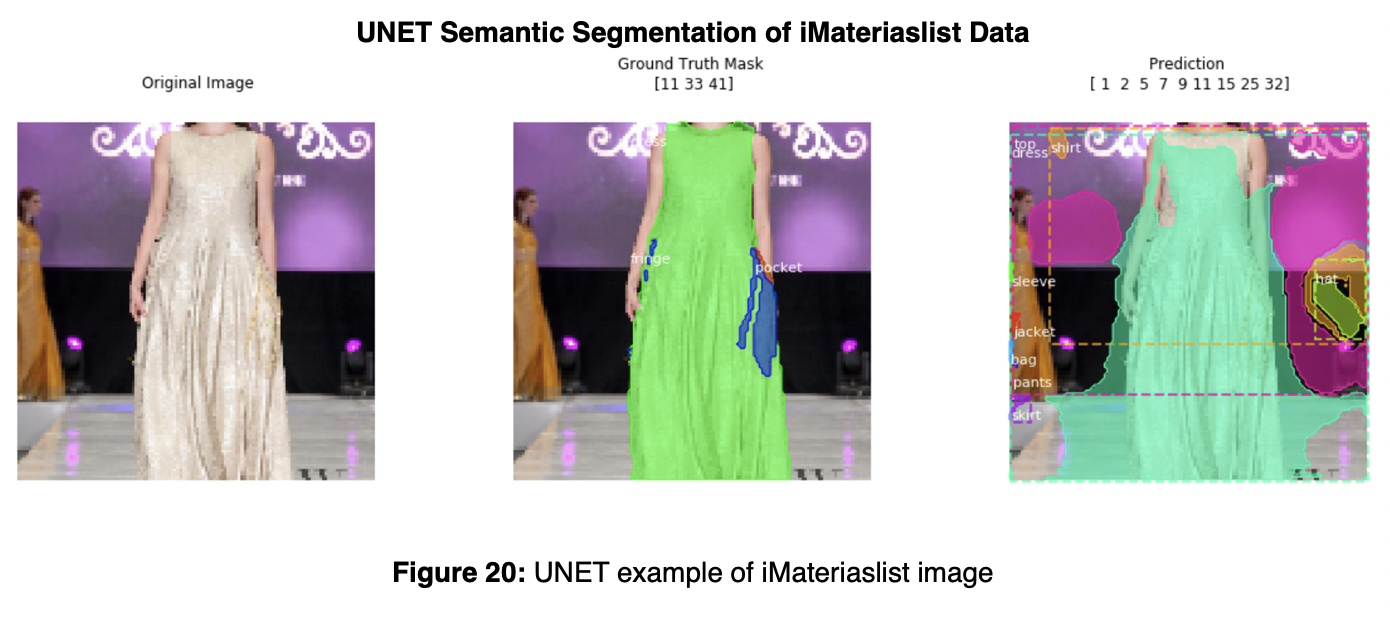 UNET Semantic Segmentation of iMateriaslist Data
Original Image
Ground Truth Mask
[11 33 41]
Prediction
[ 1 2 5 7 9 11 15 25 32]
fringe
pocket
top
dress
shirt
hat
sleeve
jacket
bag
pants
skirt
Figure 20: UNET example of iMateriaslist image